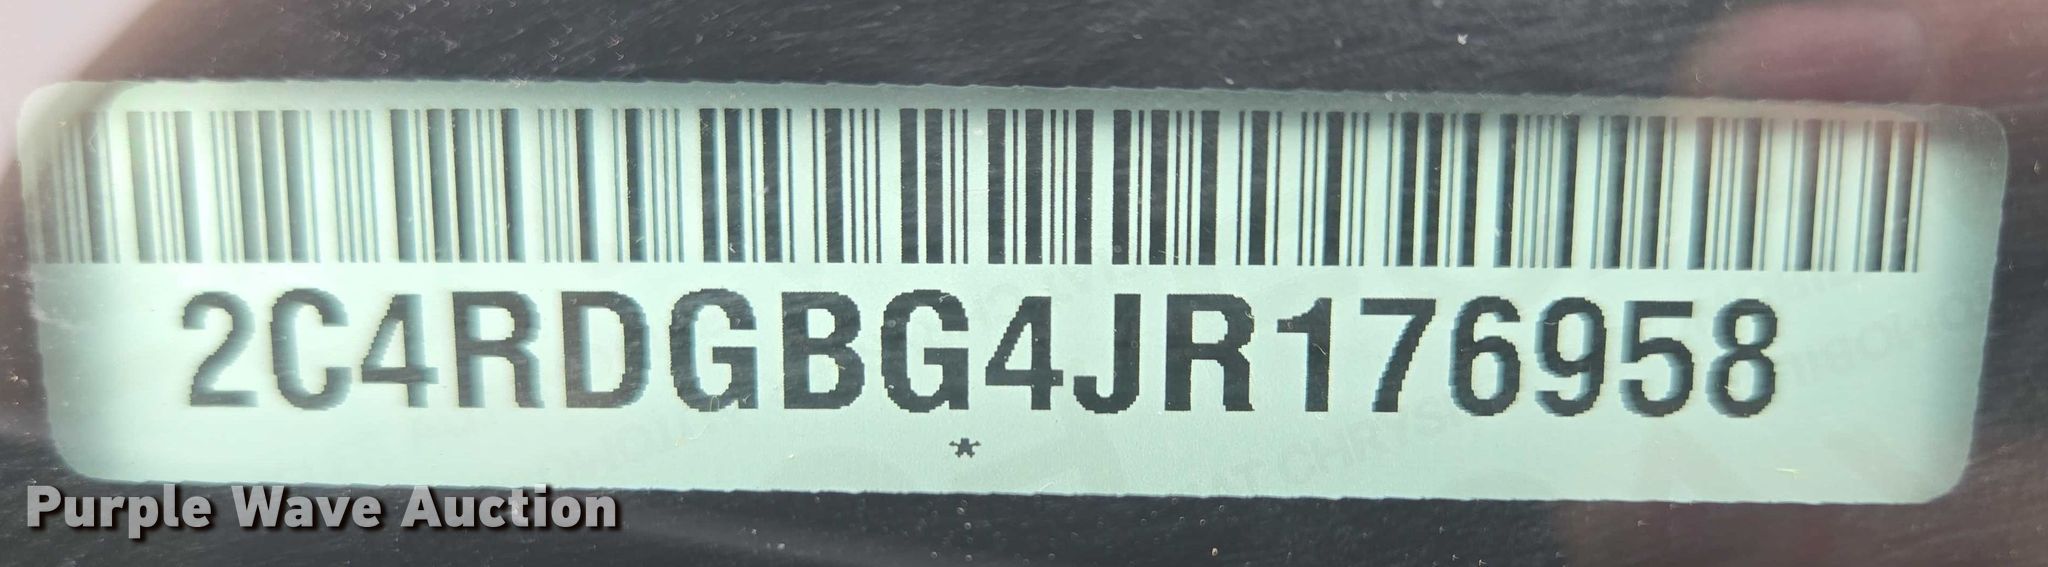 2C4RDGBG4JR176958
*
Purple Wave Auction